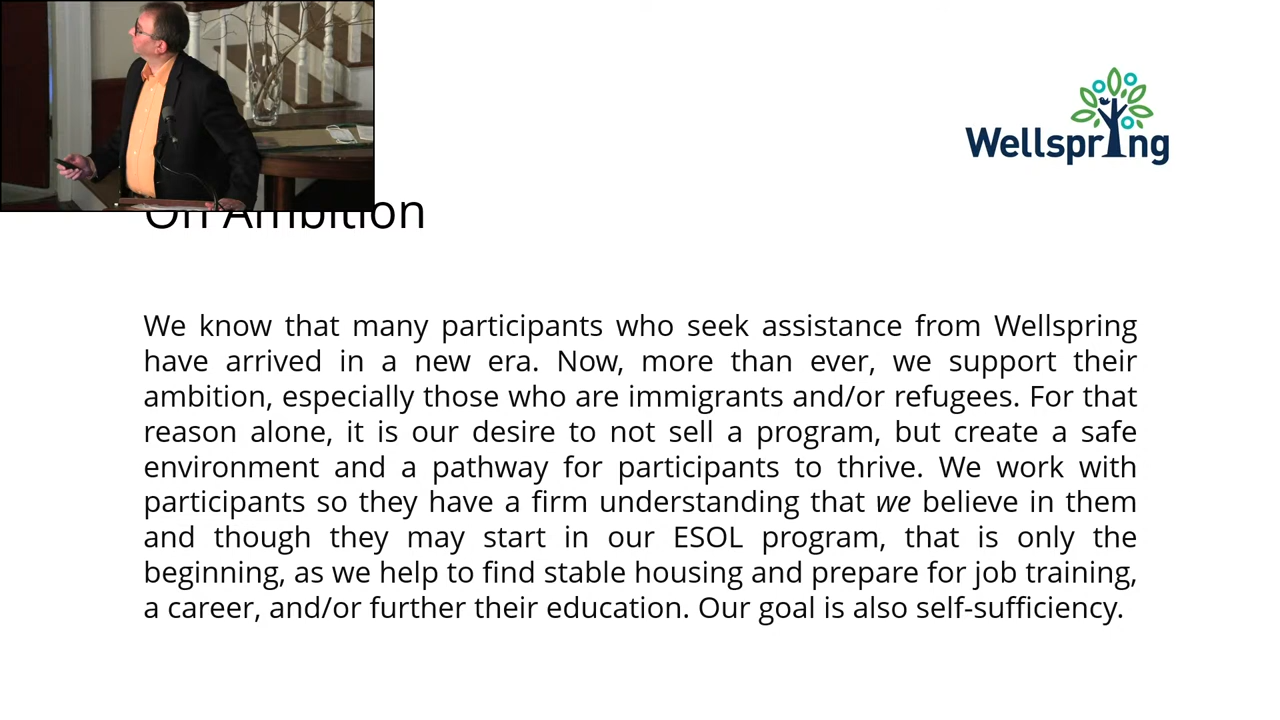 Wellspring
On Ambition
We know that many participants who seek assistance from Wellspring
have arrived in a new era. Now, more than ever, we support their
ambition, especially those who are immigrants and/or refugees. For that
reason alone, it is our desire to not sell a program, but create a safe
environment and a pathway for participants to thrive. We work with
participants so they have a firm understanding that we believe in them
and though they may start in our ESOL program, that is only the
beginning, as we help to find stable housing and prepare for job training,
a career, and/or further their education. Our goal is also self-sufficiency.